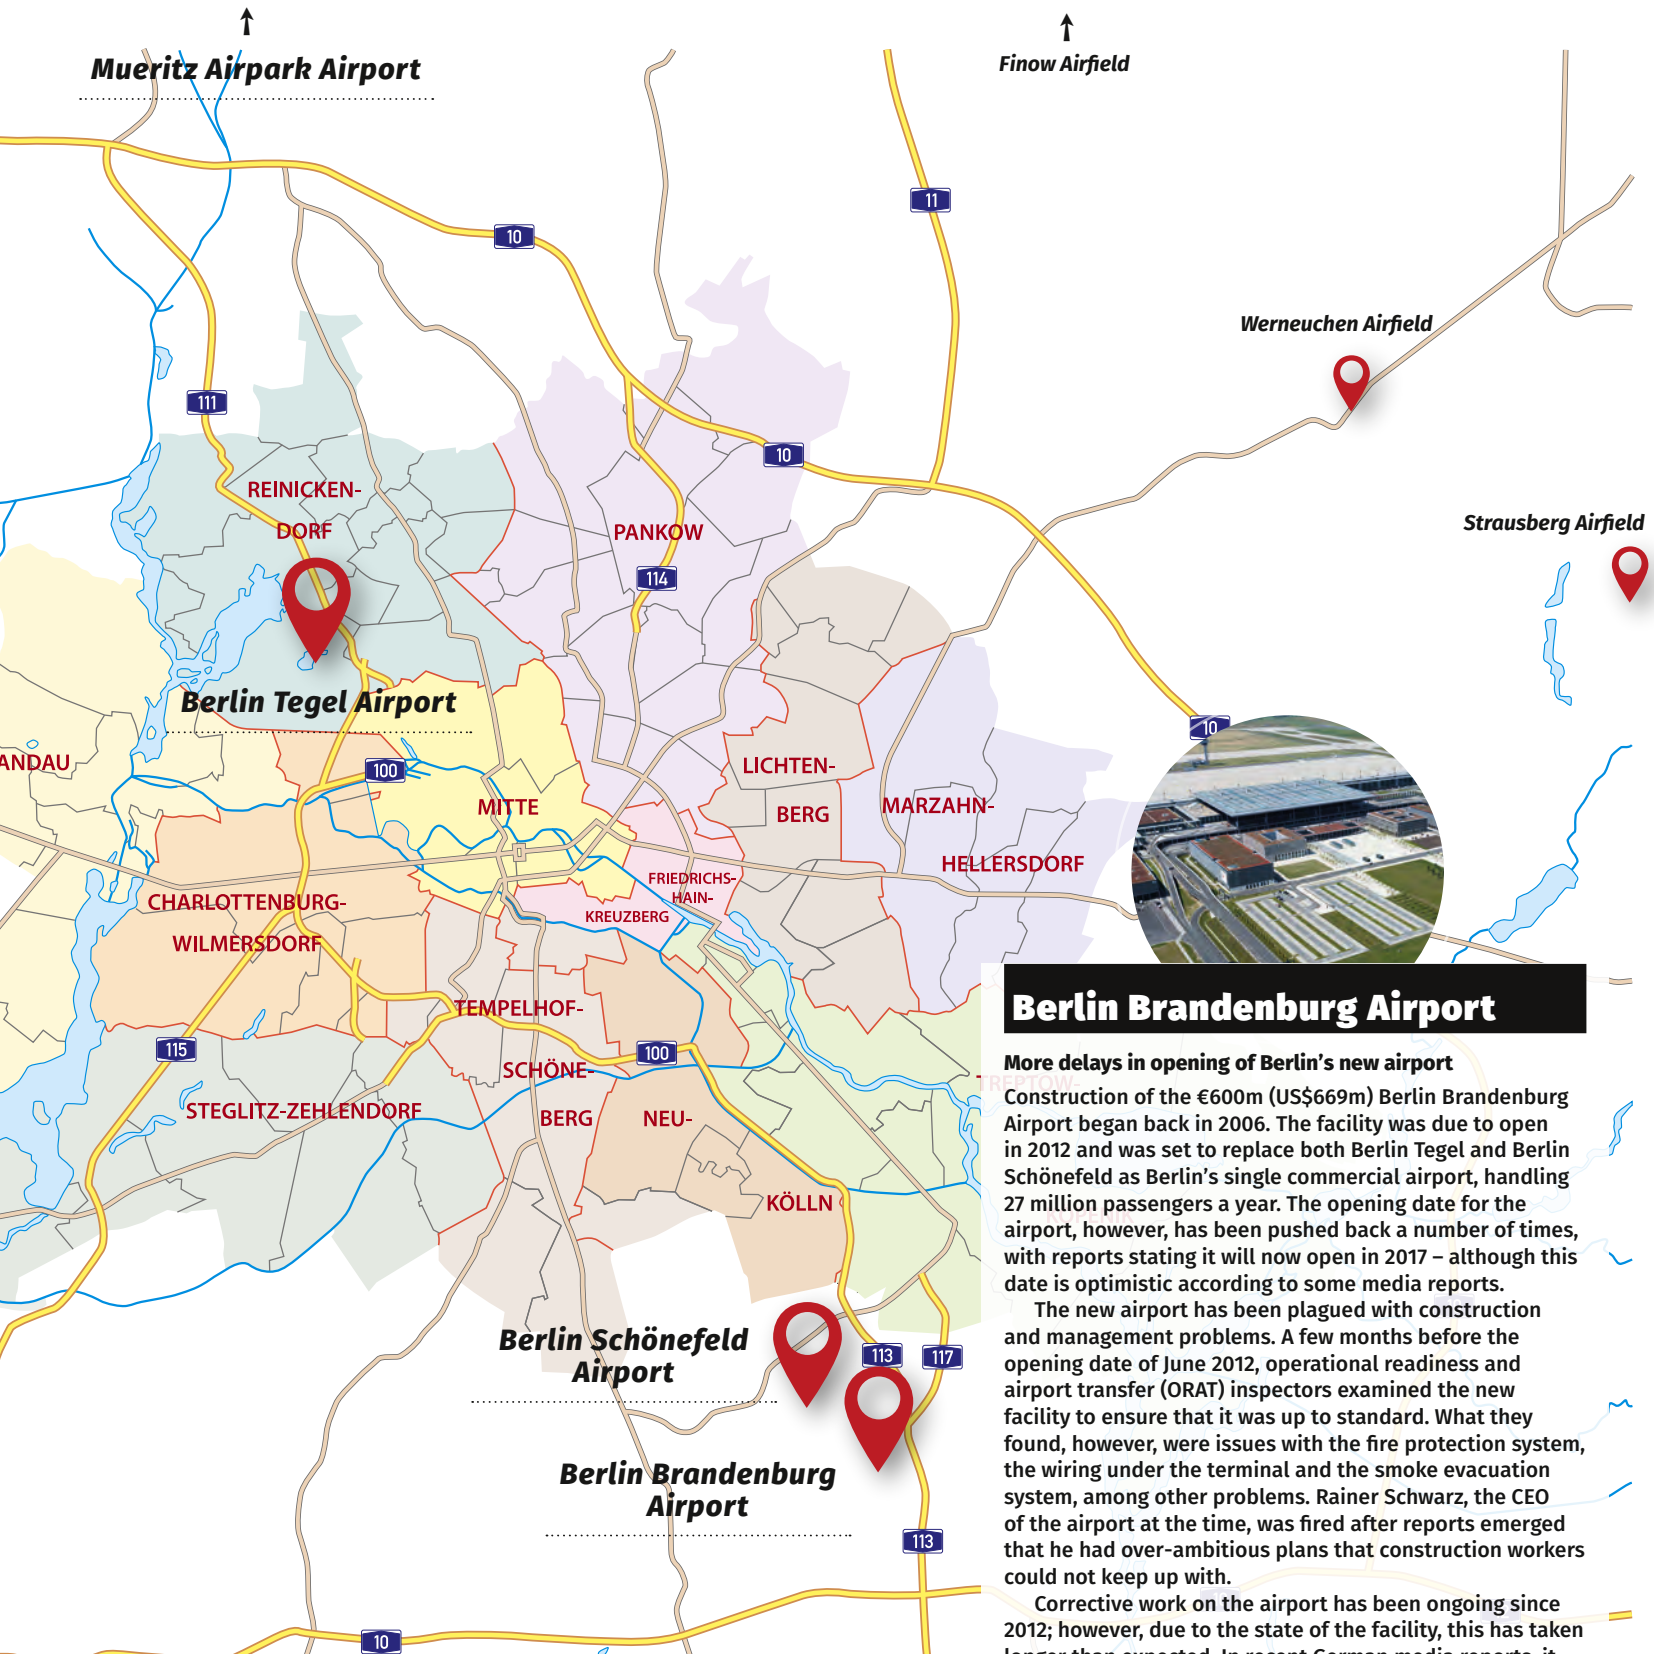 Mueritz Airpark Airport
Finow Airfield
11
10
Werneuchen Airfield
111
10
Strausberg Airfield
REINICKEN-
DORF
PANKOW
114
Berlin Tegel Airport
10
ANDAU
100
LICHTEN-
MITTE
BERG
MARZAHN-
HELLERSDORF
FRIEDRICHS-
HAIN-
KREUZBERG
CHARLOTTENBURG-
WILMERSDORF
TEMPELHOF-
115
100
SCHÖNE-
BERG
STEGLITZ-ZEHLENDORF
NEU-
KÖLLN
TREPTOW-
KÖPENIK
Berlin Schönefeld
Airport
113
117
Berlin Brandenburg
Airport
113
10
Berlin Brandenburg Airport
More delays in opening of Berlin's new airport
Construction of the €600m (US$669m) Berlin Brandenburg
Airport began back in 2006. The facility was due to open
in 2012 and was set to replace both Berlin Tegel and Berlin
Schönefeld as Berlin's single commercial airport, handling
27 million passengers a year. The opening date for the
airport, however, has been pushed back a number of times,
with reports stating it will now open in 2017 – although this
date is optimistic according to some media reports.
The new airport has been plagued with construction
and management problems. A few months before the
opening date of June 2012, operational readiness and
airport transfer (ORAT) inspectors examined the new
facility to ensure that it was up to standard. What they
found, however, were issues with the fire protection system,
the wiring under the terminal and the smoke evacuation
system, among other problems. Rainer Schwarz, the CEO
of the airport at the time, was fired after reports emerged
that he had over-ambitious plans that construction workers
could not keep up with.
Corrective work on the airport has been ongoing since
2012; however, due to the state of the facility, this has taken
longer than expected. In recent German media reports, it